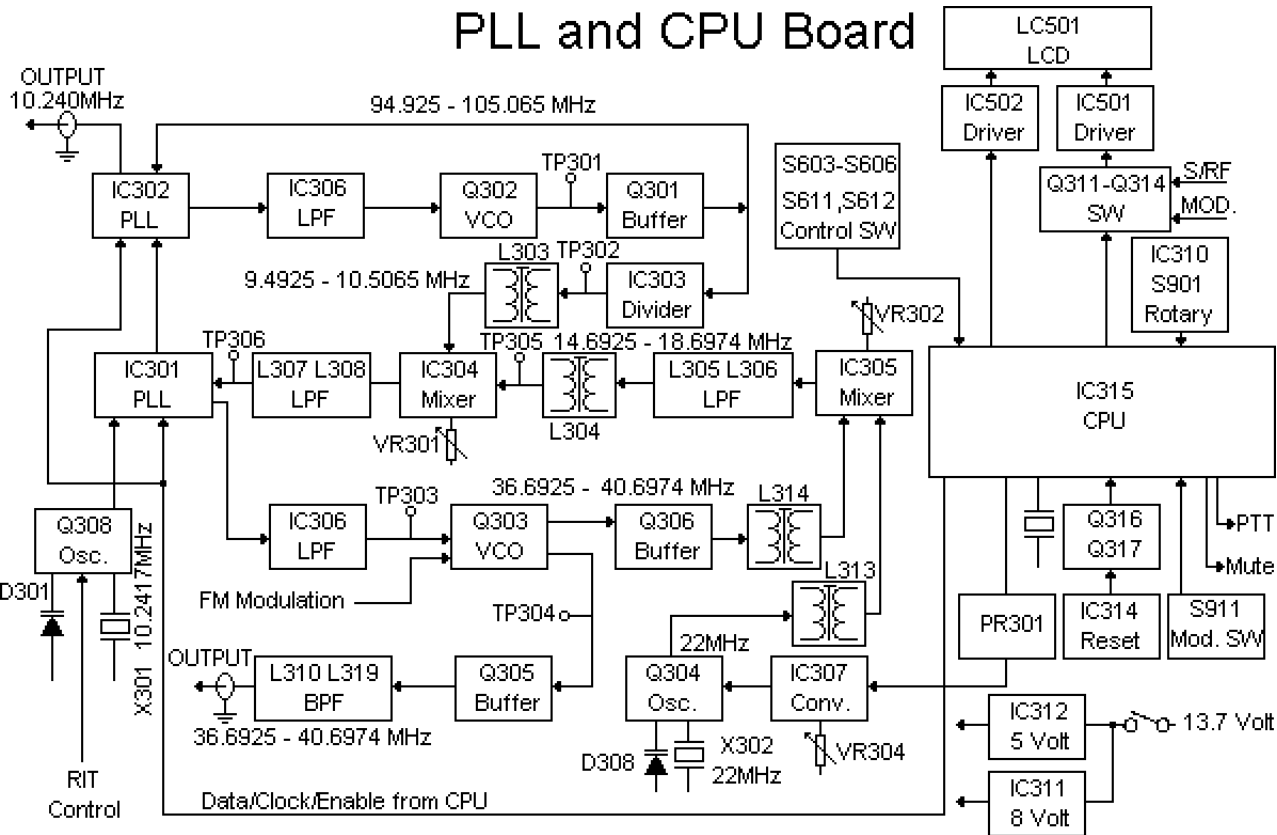 PLL and CPU Board
LC501
LCD
OUTPUT
10.240MHz
94.925 - 105.065 MHz
IC502
Driver
IC501
Driver
IC302
PLL
IC306
LPF
Q302
VCO
TP301
Q301
Buffer
S603-S606
S611,S612
Control SW
Q311-Q314
SW
S/RF
MOD.
L303
TP302
9.4925 - 10.5065 MHz
IC303
Divider
IC310
S901
Rotary
VR302
TP306
TP305
14.6925 - 18.6974 MHz
IC301
PLL
L307 L308
LPF
IC304
Mixer
L304
L305 L306
LPF
IC305
Mixer
IC315
CPU
VR301
TP303
36.6925 - 40.6974 MHz
L314
Q308
Osc.
IC306
LPF
Q303
VCO
Q306
Buffer
Q316
Q317
PTT
Mute
D301
X301 10.2417MHz
FM Modulation
TP304
L313
PR301
IC314
Reset
S911
Mod. SW
OUTPUT
L310 L319
BPF
Q305
Buffer
22MHz
Q304
Osc.
IC307
Conv.
36.6925 - 40.6974 MHz
IC312
5 Volt
13.7 Volt
D308
X302
22MHz
VR304
RIT
Control
Data/Clock/Enable from CPU
IC311
8 Volt